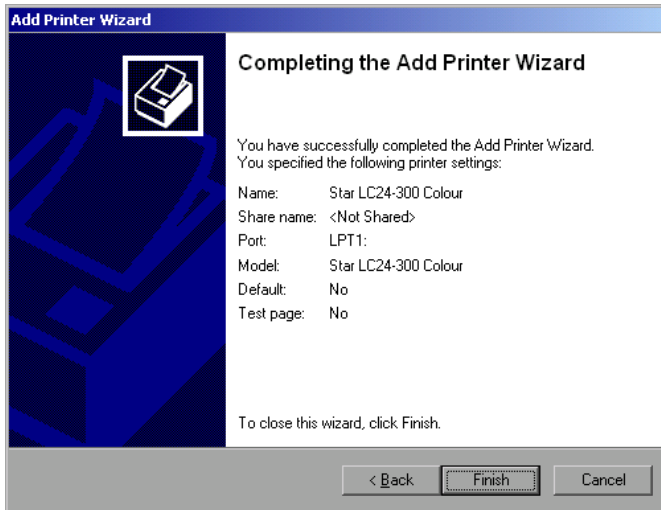 Add Printer Wizard
Completing the Add Printer Wizard
You have successfully completed the Add Printer Wizard.
You specified the following printer settings:
Name: Star LC24-300 Colour
Share name: <Not Shared>
Port: LPT1:
Model: Star LC24-300 Colour
Default: No
Test page: No
To close this wizard, click Finish.
< Back Finish Cancel